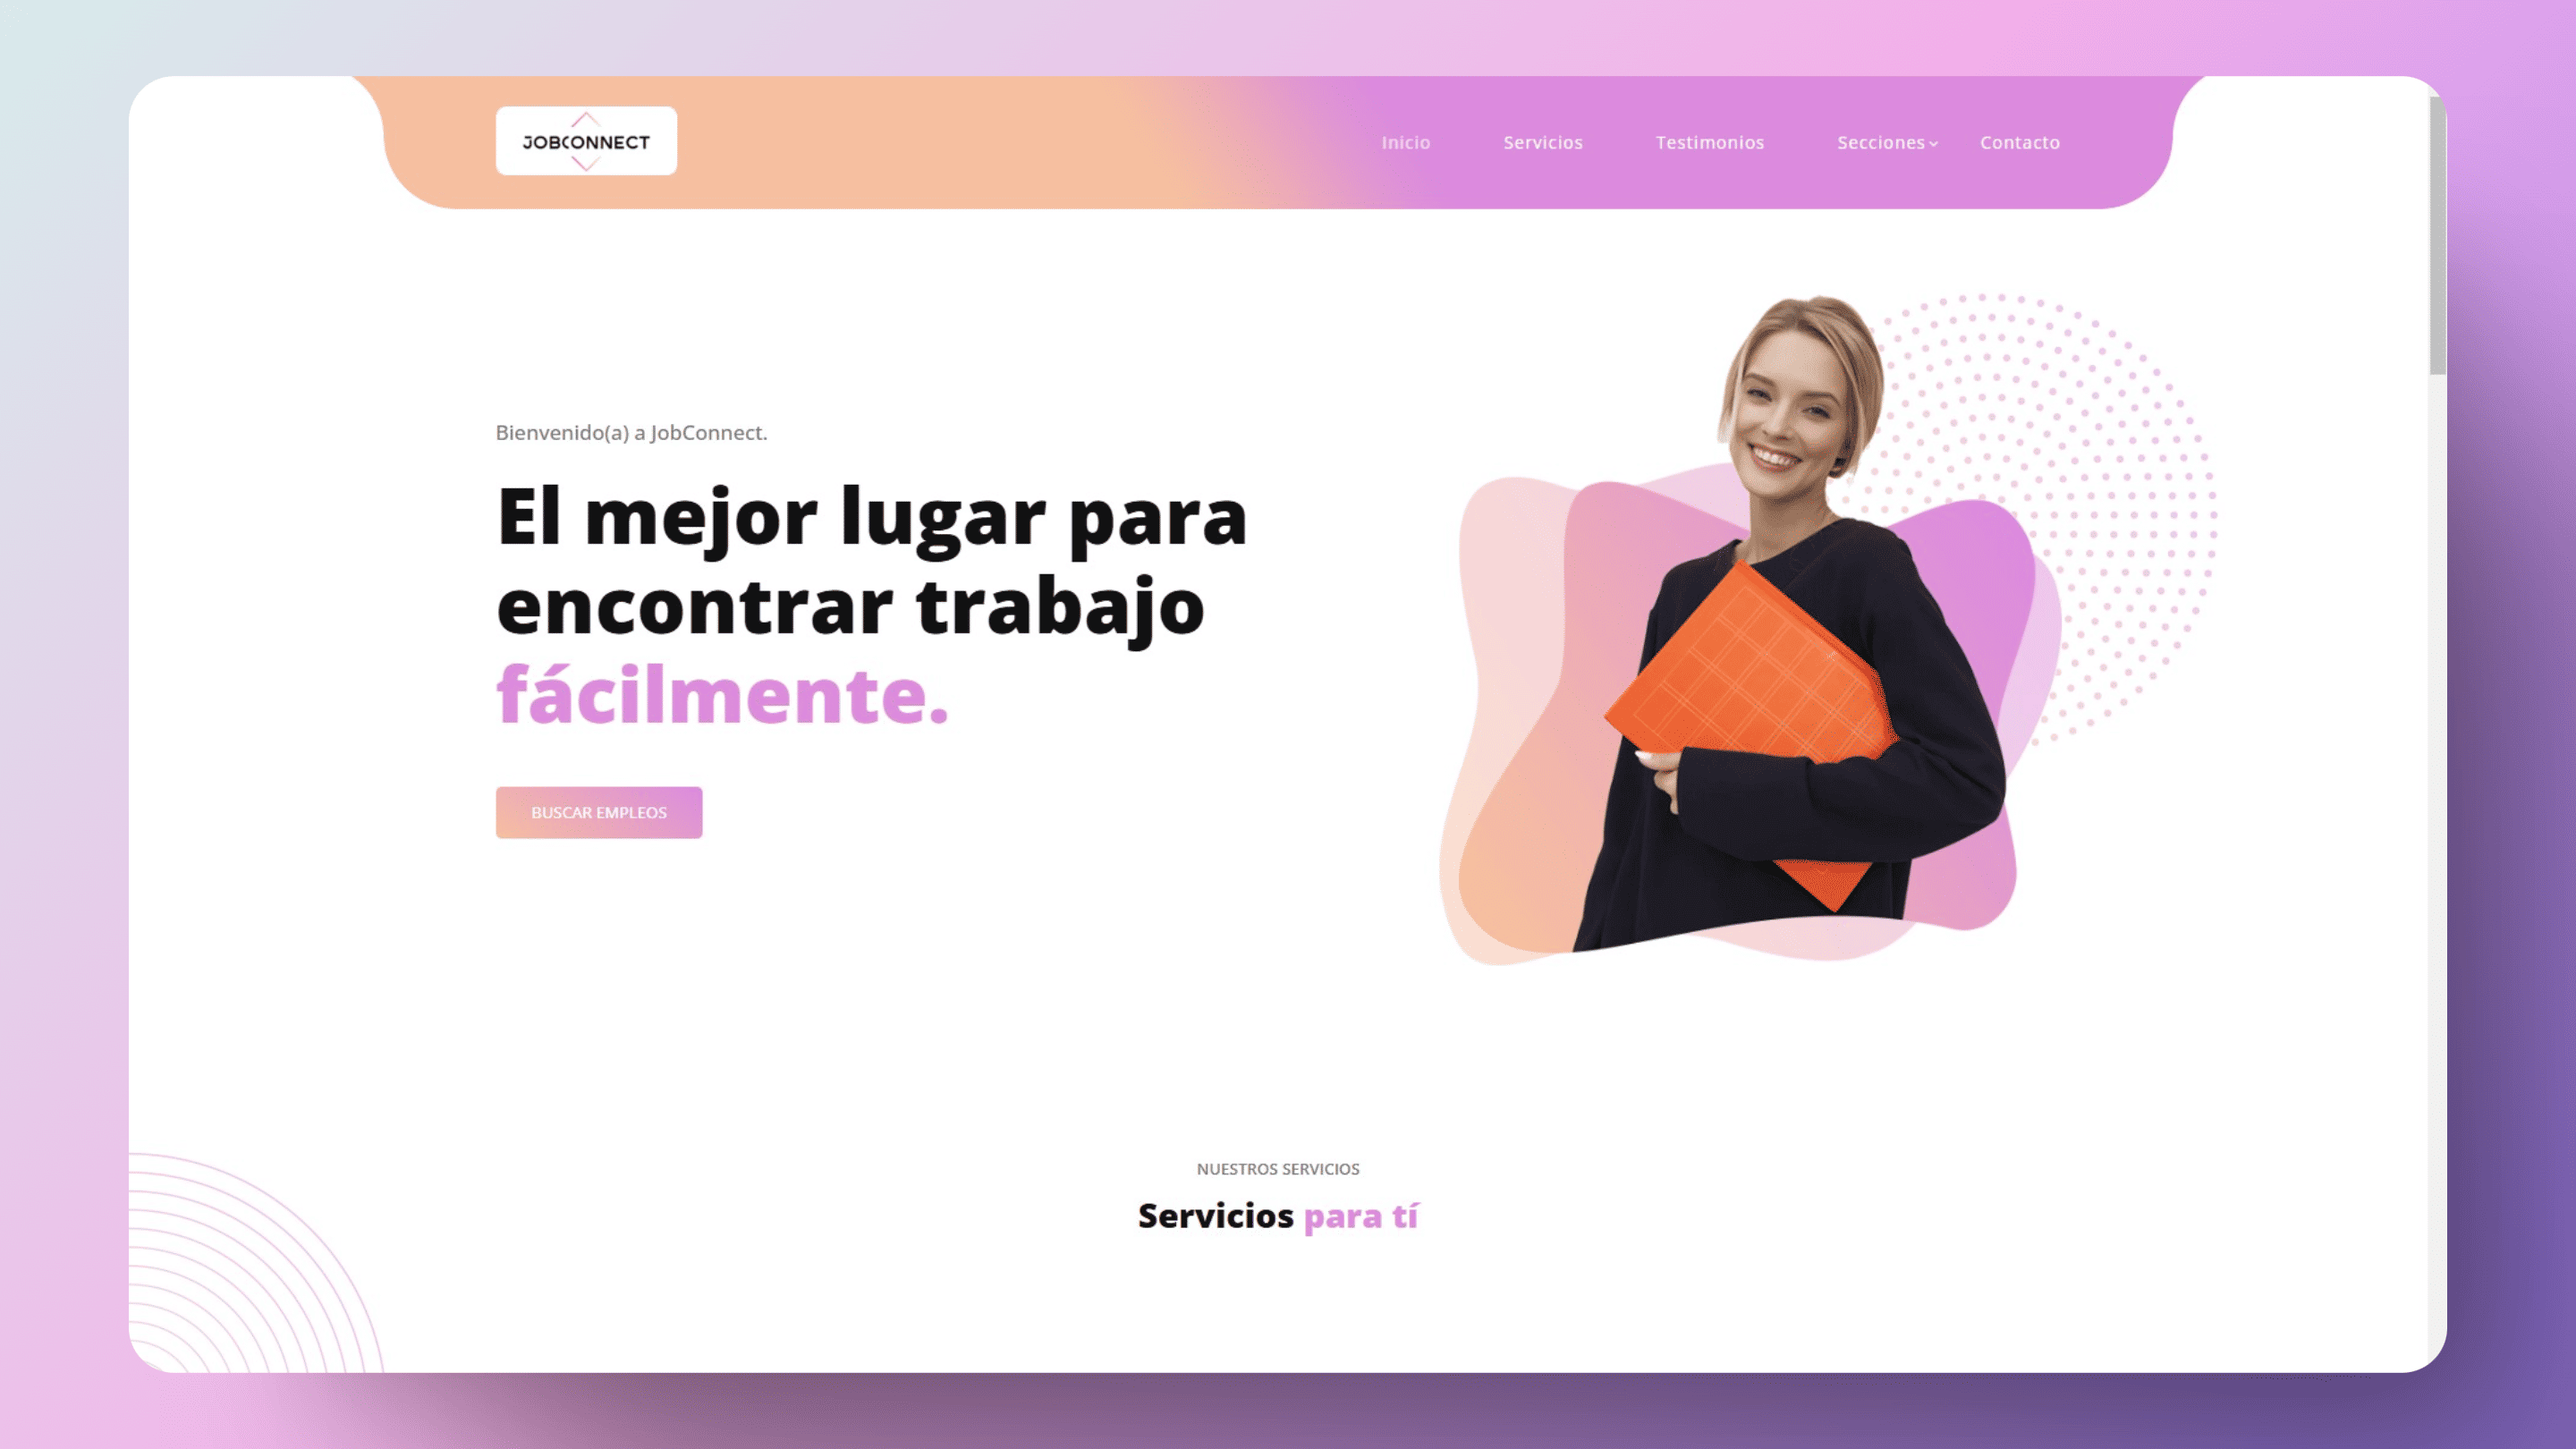 JOBCONNECT
Inicio Servicios Testimonios Secciones Contacto
Bienvenido(a) a JobConnect.
El mejor lugar para
encontrar trabajo
fácilmente.
BUSCAR EMPLEOS
NUESTROS SERVICIOS
Servicios para tí